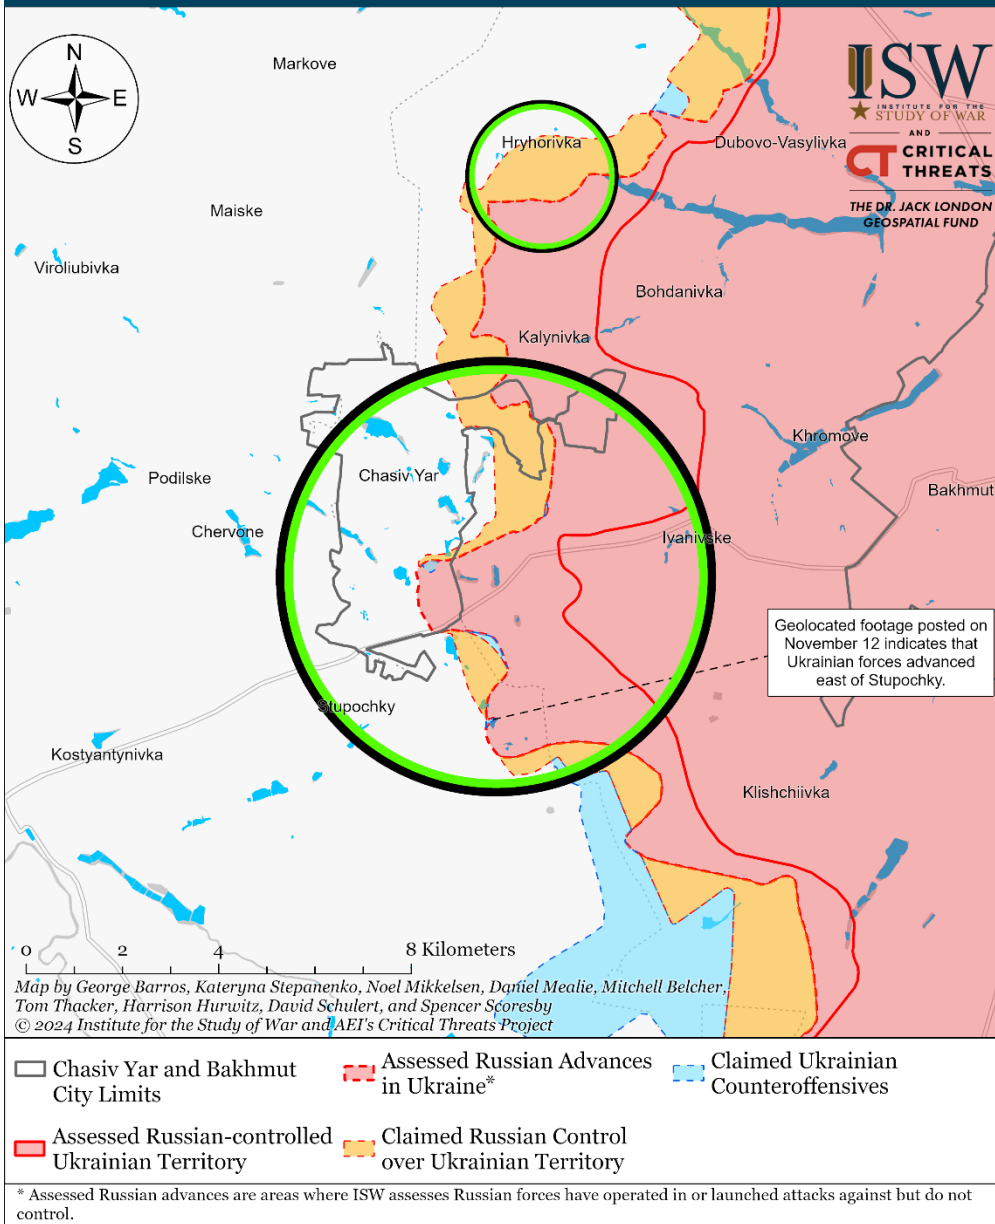 N
W
E
S
Markove
ISW
INSTITUTE FOR THE
STUDY OF WAR
AND
CT CRITICAL
THREATS
THE DR. JACK LONDON
GEOSPATIAL FUND
Hryhorivka
Dubovo-Vasylivka
Maiske
Viroliubivka
Bohdanivka
Kalynivka
Khromove
Podilske
Chasiv Yar
Bakhmut
Chervone
Ivanivske
Geolocated footage posted on
November 12 indicates that
Ukrainian forces advanced
east of Stupochky.
Stupochky
Kostyantynivka
Klishchiivka
0 2 4 8 Kilometers
Map by George Barros, Kateryna Stepanenko, Noel Mikkelsen, Daniel Mealie, Mitchell Belcher,
Tom Thacker, Harrison Hurwitz, David Schulert, and Spencer Scoresby
© 2024 Institute for the Study of War and AEI's Critical Threats Project
Chasiv Yar and Bakhmut
City Limits
Assessed Russian Advances
in Ukraine*
Claimed Ukrainian
Counteroffensives
Assessed Russian-controlled
Ukrainian Territory
Claimed Russian Control
over Ukrainian Territory
* Assessed Russian advances are areas where ISW assesses Russian forces have operated in or launched attacks against but do not
control.